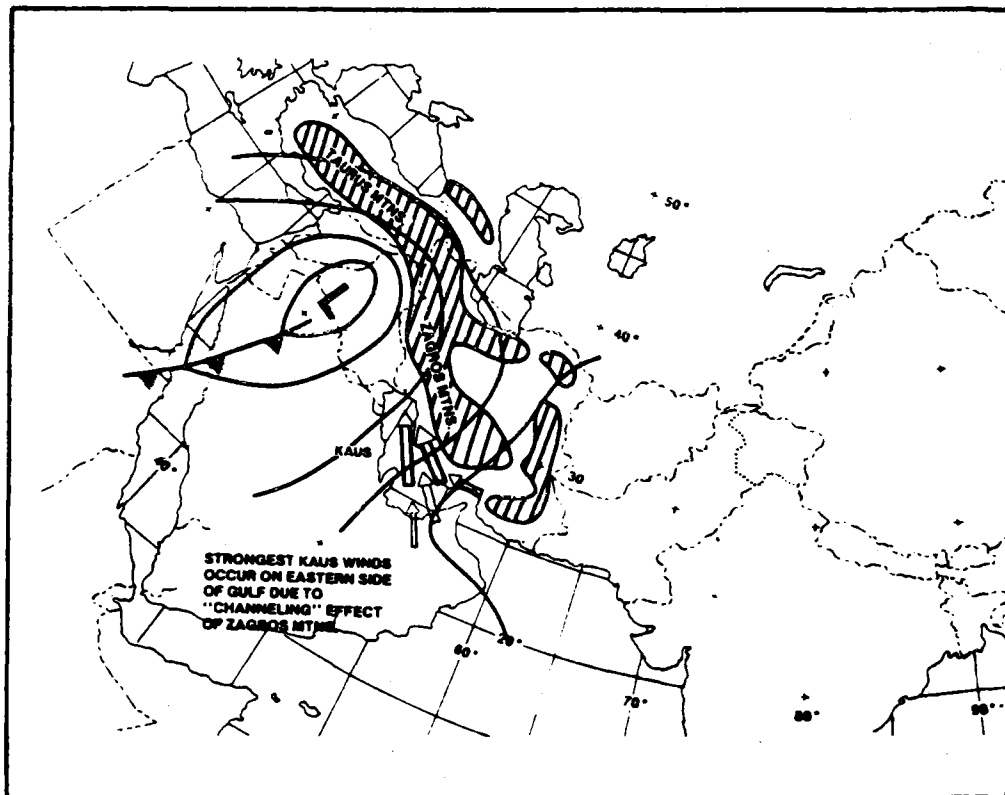 TAURUS MTNS.
50°
L
40°
ZAGROS MTNS.
KAUS
40°
30
STRONGEST KAUS WINDS
OCCUR ON EASTERN SIDE
OF GULF DUE TO
"CHANNELING" EFFECT
OF ZAGROS MTNS.
20°
60°
70°
80°
90°